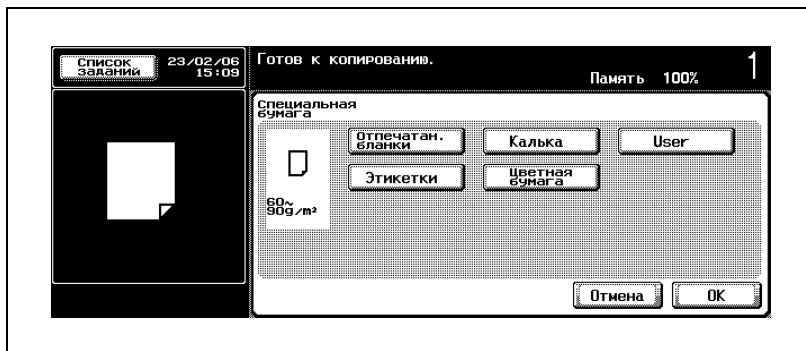 Список
заданий
23/02/06
15:09
Готов к копированию.
Память 100%
1
Специальная
бумага
60~
90g/m²
Отпечатан.
бланки
Калька
User
Этикетки
Цветная
бумага
Отмена
OK